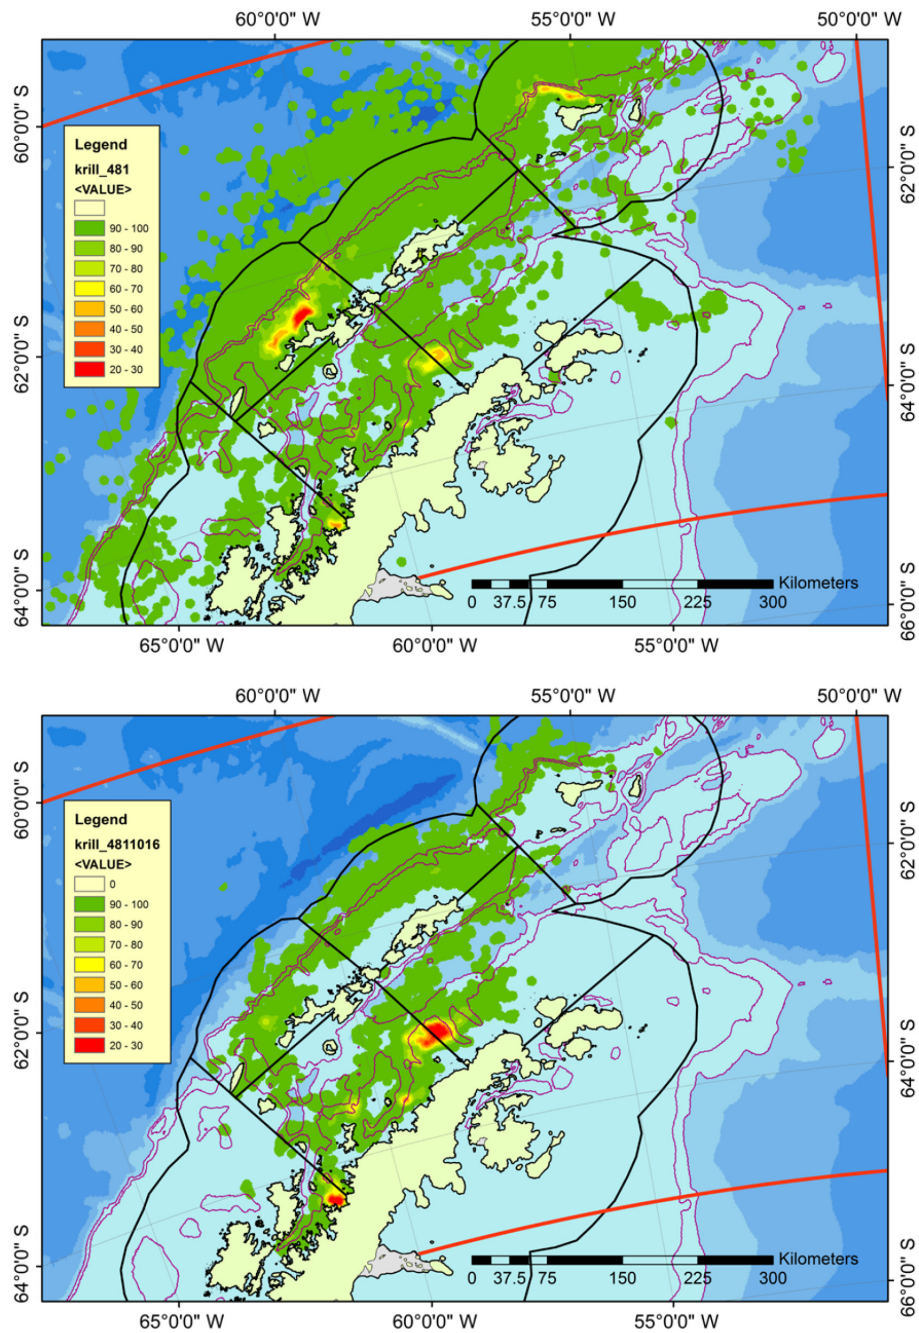 60°0'0" W 55°0'0" W 50°0'0" W
60°0'0" S
62°0'0" S
64°0'0" S
62°0'0" S
64°0'0" S
66°0'0" S
Legend
krill_481
<VALUE>
90 - 100
80 - 90
70 - 80
60 - 70
50 - 60
40 - 50
30 - 40
20 - 30
Kilometers
0 37.5 75 150 225 300
65°0'0" W 60°0'0" W 55°0'0" W
60°0'0" W 55°0'0" W 50°0'0" W
60°0'0" S
62°0'0" S
64°0'0" S
62°0'0" S
64°0'0" S
66°0'0" S
Legend
krill_4811016
<VALUE>
0
90 - 100
80 - 90
70 - 80
60 - 70
50 - 60
40 - 50
30 - 40
20 - 30
Kilometers
0 37.5 75 150 225 300
65°0'0" W 60°0'0" W 55°0'0" W